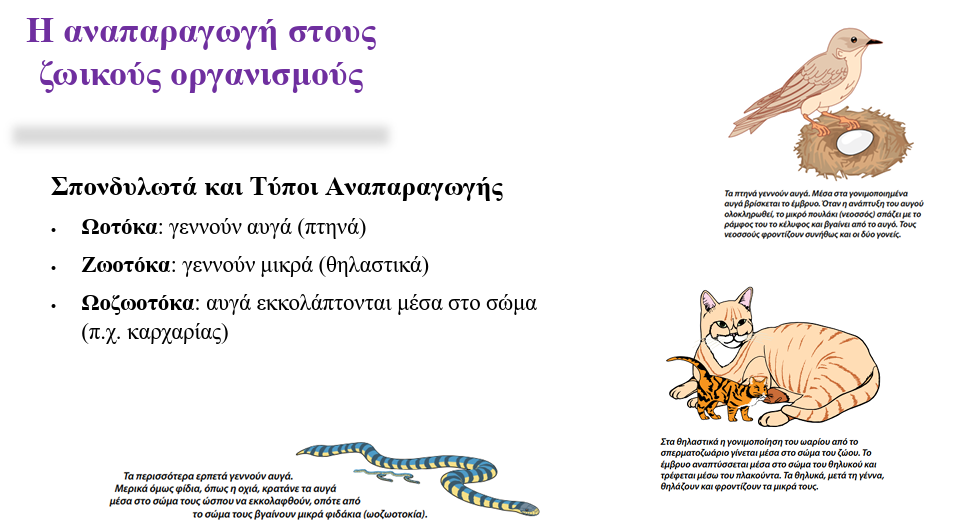 Η αναπαραγωγή στους
ζωικούς οργανισμούς
Σπονδυλωτά και Τύποι Αναπαραγωγής
• Ωοτόκα: γεννούν αυγά (πτηνά)
• Ζωοτόκα: γεννούν μικρά (θηλαστικά)
• Ωοζωοτόκα: αυγά εκκολάπτονται μέσα στο σώμα
(π.χ. καρχαρίας)
Τα πτηνά γεννούν αυγά. Μέσα στα γονιμοποιημένα
αυγά βρίσκεται το έμβρυο. Όταν η ανάπτυξη του αυγού
ολοκληρωθεί, το μικρό πουλάκι (νεοσσός) σπάζει με το
ράμφος του το κέλυφος και βγαίνει από το αυγό. Τους
νεοσσούς φροντίζουν συνήθως και οι δύο γονείς.
Στα θηλαστικά η γονιμοποίηση του ωαρίου από το
σπερματοζωάριο γίνεται μέσα στο σώμα του ζώου. Το
έμβρυο αναπτύσσεται μέσα στο σώμα του θηλυκού και
τρέφεται μέσω του πλακούντα. Τα θηλυκά, μετά τη γέννα,
θηλάζουν και φροντίζουν τα μικρά τους.
Τα περισσότερα ερπετά γεννούν αυγά.
Μερικά όμως φίδια, όπως η οχιά, κρατάνε τα αυγά
μέσα στο σώμα τους ώσπου να εκκολαφθούν, οπότε από
το σώμα τους βγαίνουν μικρά φιδάκια (ωοζωοτοκία).